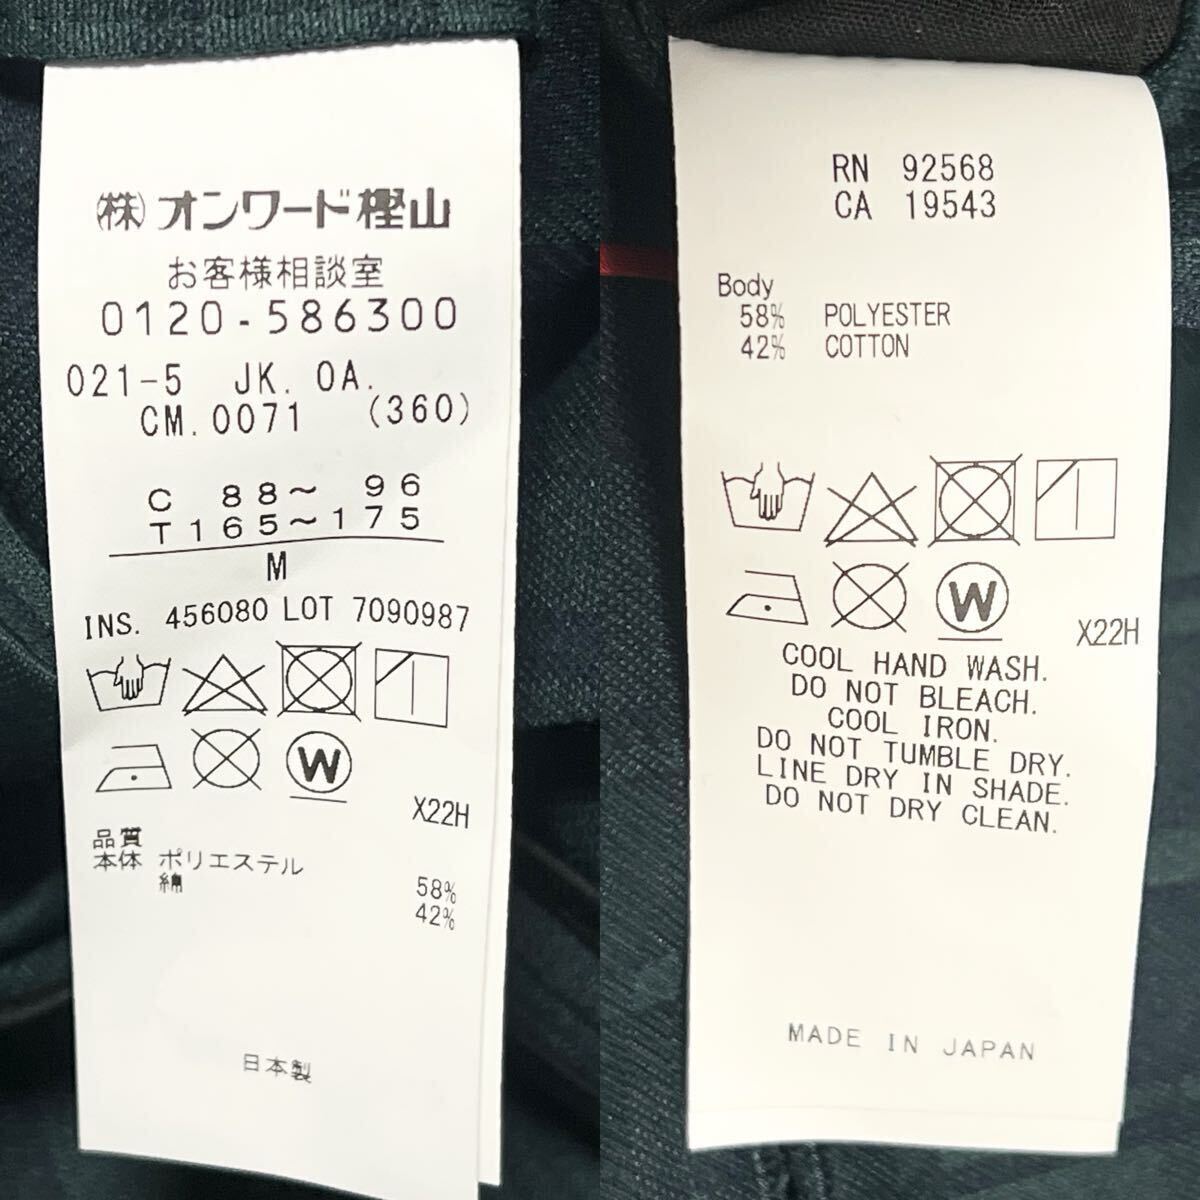 ㈱オンワード樫山
お客様相談室
0120-586300
021-5 JK. OA.
CM.0071 (360)
C 88～ 96
T165～175
M
INS. 456080 LOT 7090987
W
X22H
品質
本体 ポリエステル 58%
綿 42%
日本製
RN 92568
CA 19543
Body
58% POLYESTER
42% COTTON
W
X22H
COOL HAND WASH.
DO NOT BLEACH.
COOL IRON.
DO NOT TUMBLE DRY.
LINE DRY IN SHADE.
DO NOT DRY CLEAN.
MADE IN JAPAN